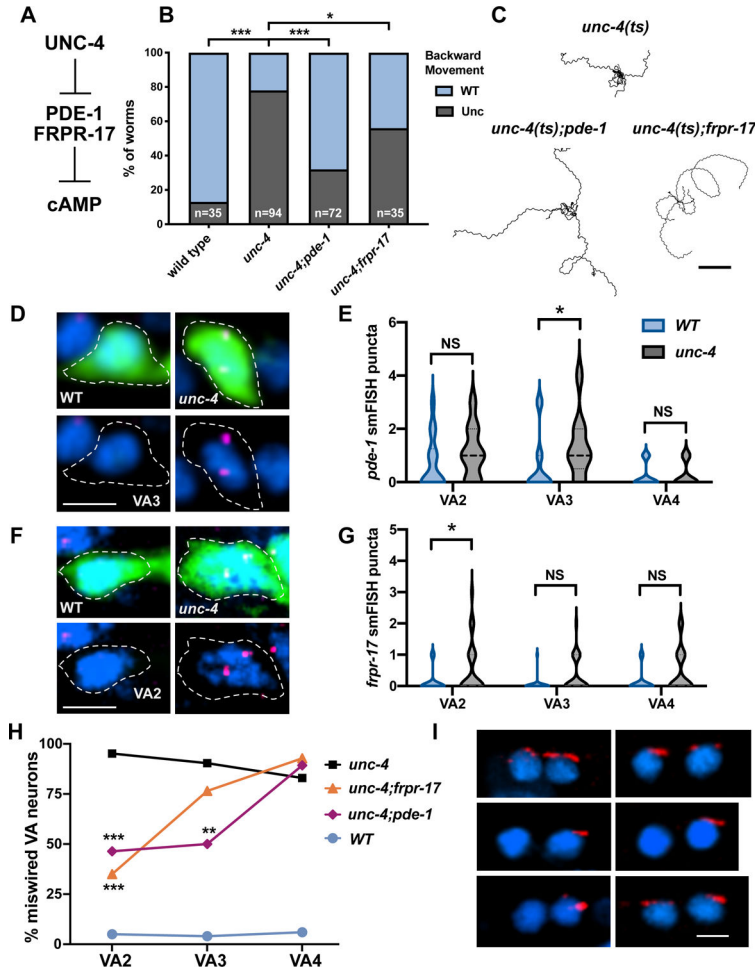 A
UNC-4
PDE-1
FRPR-17
cAMP
B
*
*** ***
100
80
60
40
20
0
% of worms
n=35
n=94
n=72
n=35
wild type
unc-4
unc-4;pde-1
unc-4;frpr-17
Backward
Movement
WT
Unc
C
unc-4(ts)
unc-4(ts);pde-1
unc-4(ts);frpr-17
D
WT
unc-4
VA3
E
6
4
2
0
pde-1 smFISH puncta
NS
*
NS
WT
unc-4
VA2
VA3
VA4
F
WT
unc-4
VA2
G
5
4
3
2
1
0
frpr-17 smFISH puncta
*
NS
NS
VA2
VA3
VA4
H
100
75
50
25
0
% miswired VA neurons
***
**
***
unc-4
unc-4;frpr-17
unc-4;pde-1
WT
VA2
VA3
VA4
I